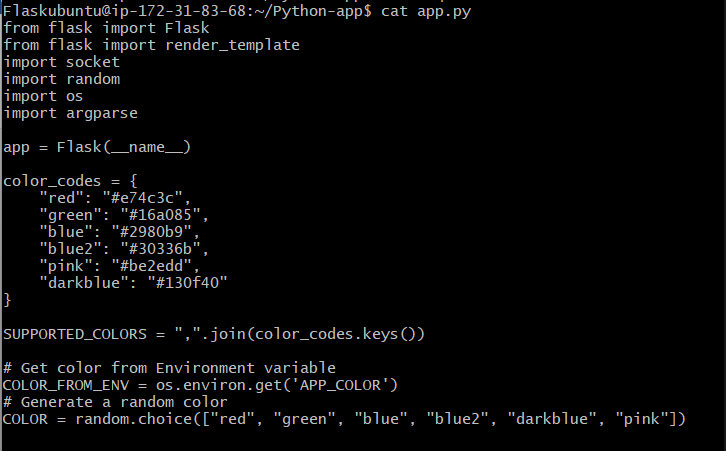 Flaskubuntu@ip-172-31-83-68:~/Python-app$ cat app.py
from flask import Flask
from flask import render_template
import socket
import random
import os
import argparse

app = Flask(__name__)

color_codes = {
    "red": "#e74c3c",
    "green": "#16a085",
    "blue": "#2980b9",
    "blue2": "#30336b",
    "pink": "#be2edd",
    "darkblue": "#130f40"
}

SUPPORTED_COLORS = ",".join(color_codes.keys())

# Get color from Environment variable
COLOR_FROM_ENV = os.environ.get('APP_COLOR')
# Generate a random color
COLOR = random.choice(["red", "green", "blue", "blue2", "darkblue", "pink"])